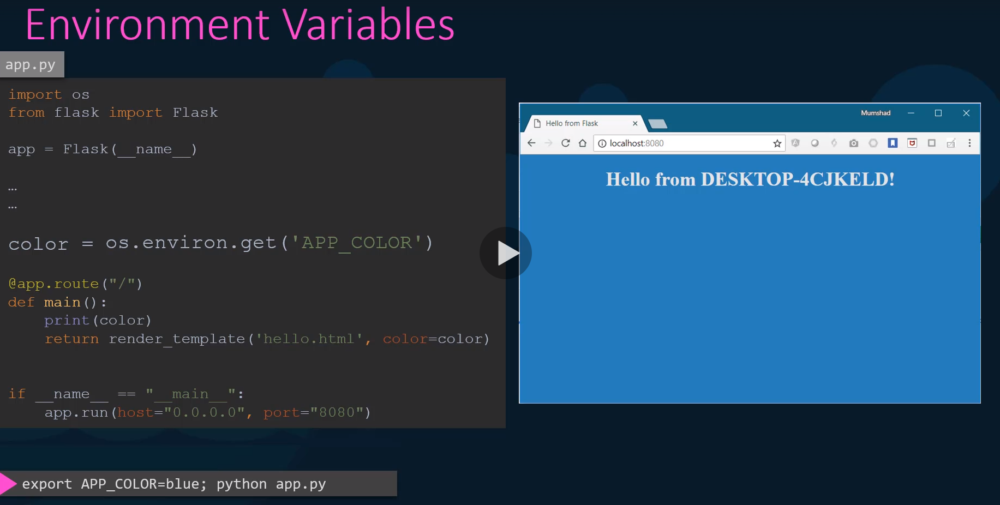 Environment Variables
app.py
import os
from flask import Flask
app = Flask(__name__)
…
…
color = os.environ.get('APP_COLOR')
@app.route("/")
def main():
    print(color)
    return render_template('hello.html', color=color)
if __name__ == "__main__":
    app.run(host="0.0.0.0", port="8080")
export APP_COLOR=blue; python app.py
Mumshad
Hello from Flask
localhost:8080
Hello from DESKTOP-4CJKELD!